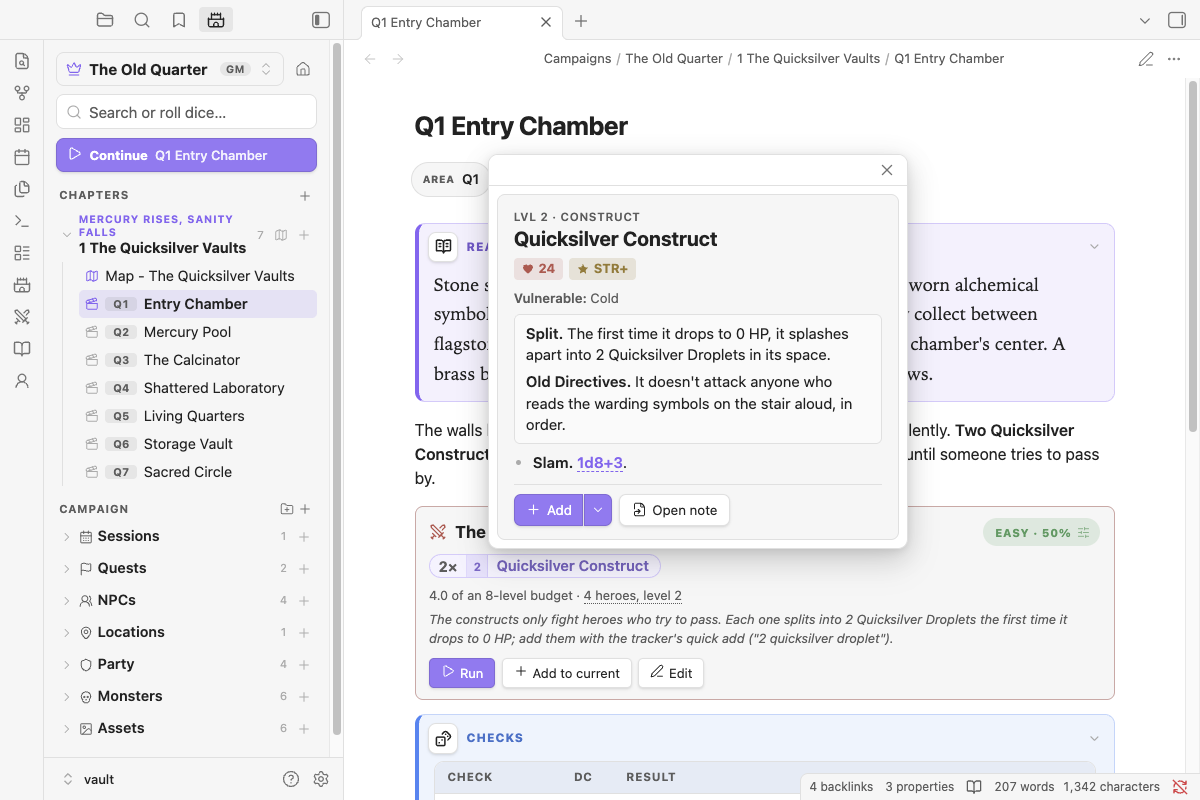 Q1 Entry Chamber
The Old Quarter GM
Search or roll dice...
Continue Q1 Entry Chamber
CHAPTERS
MERCURY RISES, SANITY
FALLS
1 The Quicksilver Vaults
7
Map - The Quicksilver Vaults
Q1 Entry Chamber
Q2 Mercury Pool
Q3 The Calcinator
Q4 Shattered Laboratory
Q5 Living Quarters
Q6 Storage Vault
Q7 Sacred Circle
CAMPAIGN
Sessions 1
Quests 2
NPCs 4
Locations 1
Party 4
Monsters 6
Assets 6
vault
Campaigns / The Old Quarter / 1 The Quicksilver Vaults / Q1 Entry Chamber
Q1 Entry Chamber
AREA Q1
LVL 2 · CONSTRUCT
Quicksilver Construct
24 STR+
Vulnerable: Cold
Split. The first time it drops to 0 HP, it splashes
apart into 2 Quicksilver Droplets in its space.
Old Directives. It doesn't attack anyone who
reads the warding symbols on the stair aloud, in
order.
Slam. 1d8+3.
Add Open note
Stone worn alchemical
collect between
chamber's center. A
brass
The walls lently. Two Quicksilver
until someone tries to pass
by.
The EASY · 50%
2x 2 Quicksilver Construct
4.0 of an 8-level budget · 4 heroes, level 2
The constructs only fight heroes who try to pass. Each one splits into 2 Quicksilver Droplets the first time it
drops to 0 HP; add them with the tracker's quick add ("2 quicksilver droplet").
Run Add to current Edit
CHECKS
CHECK DC RESULT
4 backlinks 3 properties 207 words 1,342 characters